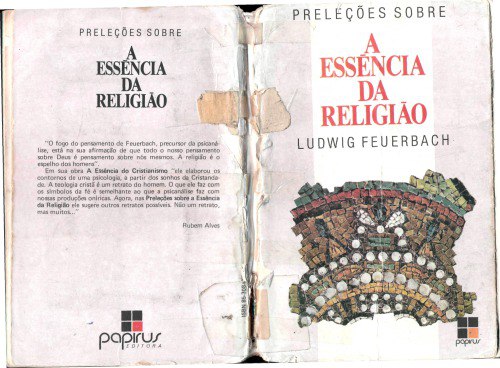 PRELEÇÕES SOBRE
A
ESSÊNCIA
DA
RELIGIÃO
"O fogo do pensamento de Feuerbach, precursor da psicaná-
lise, está na sua afirmação de que todo o nosso pensamento
sobre Deus é pensamento sobre nós mesmos. A religião é o
espelho dos homens".
Em sua obra A Essência do Cristianismo "ele elaborou os
contornos de uma psicologia, a partir dos sonhos da Cristanda-
de. A teologia cristã é um retrato do homem. O que ele faz com
os símbolos da fé é semelhante ao que a psicanálise faz com
nossas produções oníricas. Agora, nas Preleções sobre a Essência
da Religião ele sugere outros retratos possíveis. Não um retrato,
mas muitos..."
Rubem Alves
papirus
EDITORA
ISBN 85-308
PRELEÇÕES SOBRE
A
ESSÊNCIA
DA
RELIGIÃO
LUDWIG FEUERBACH
papirus
EDITORA